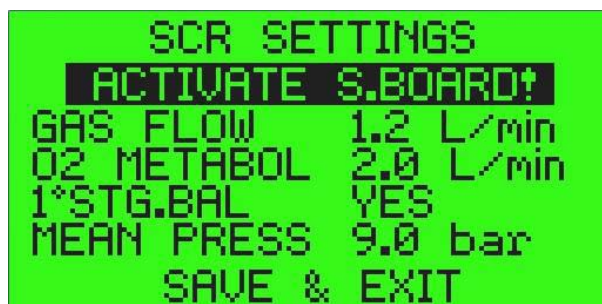 SCR SETTINGS
ACTIVATE S.BOARD!
GAS FLOW 1.2 L/min
O2 METABOL 2.0 L/min
1°STG.BAL YES
MEAN PRESS 9.0 bar
SAVE & EXIT